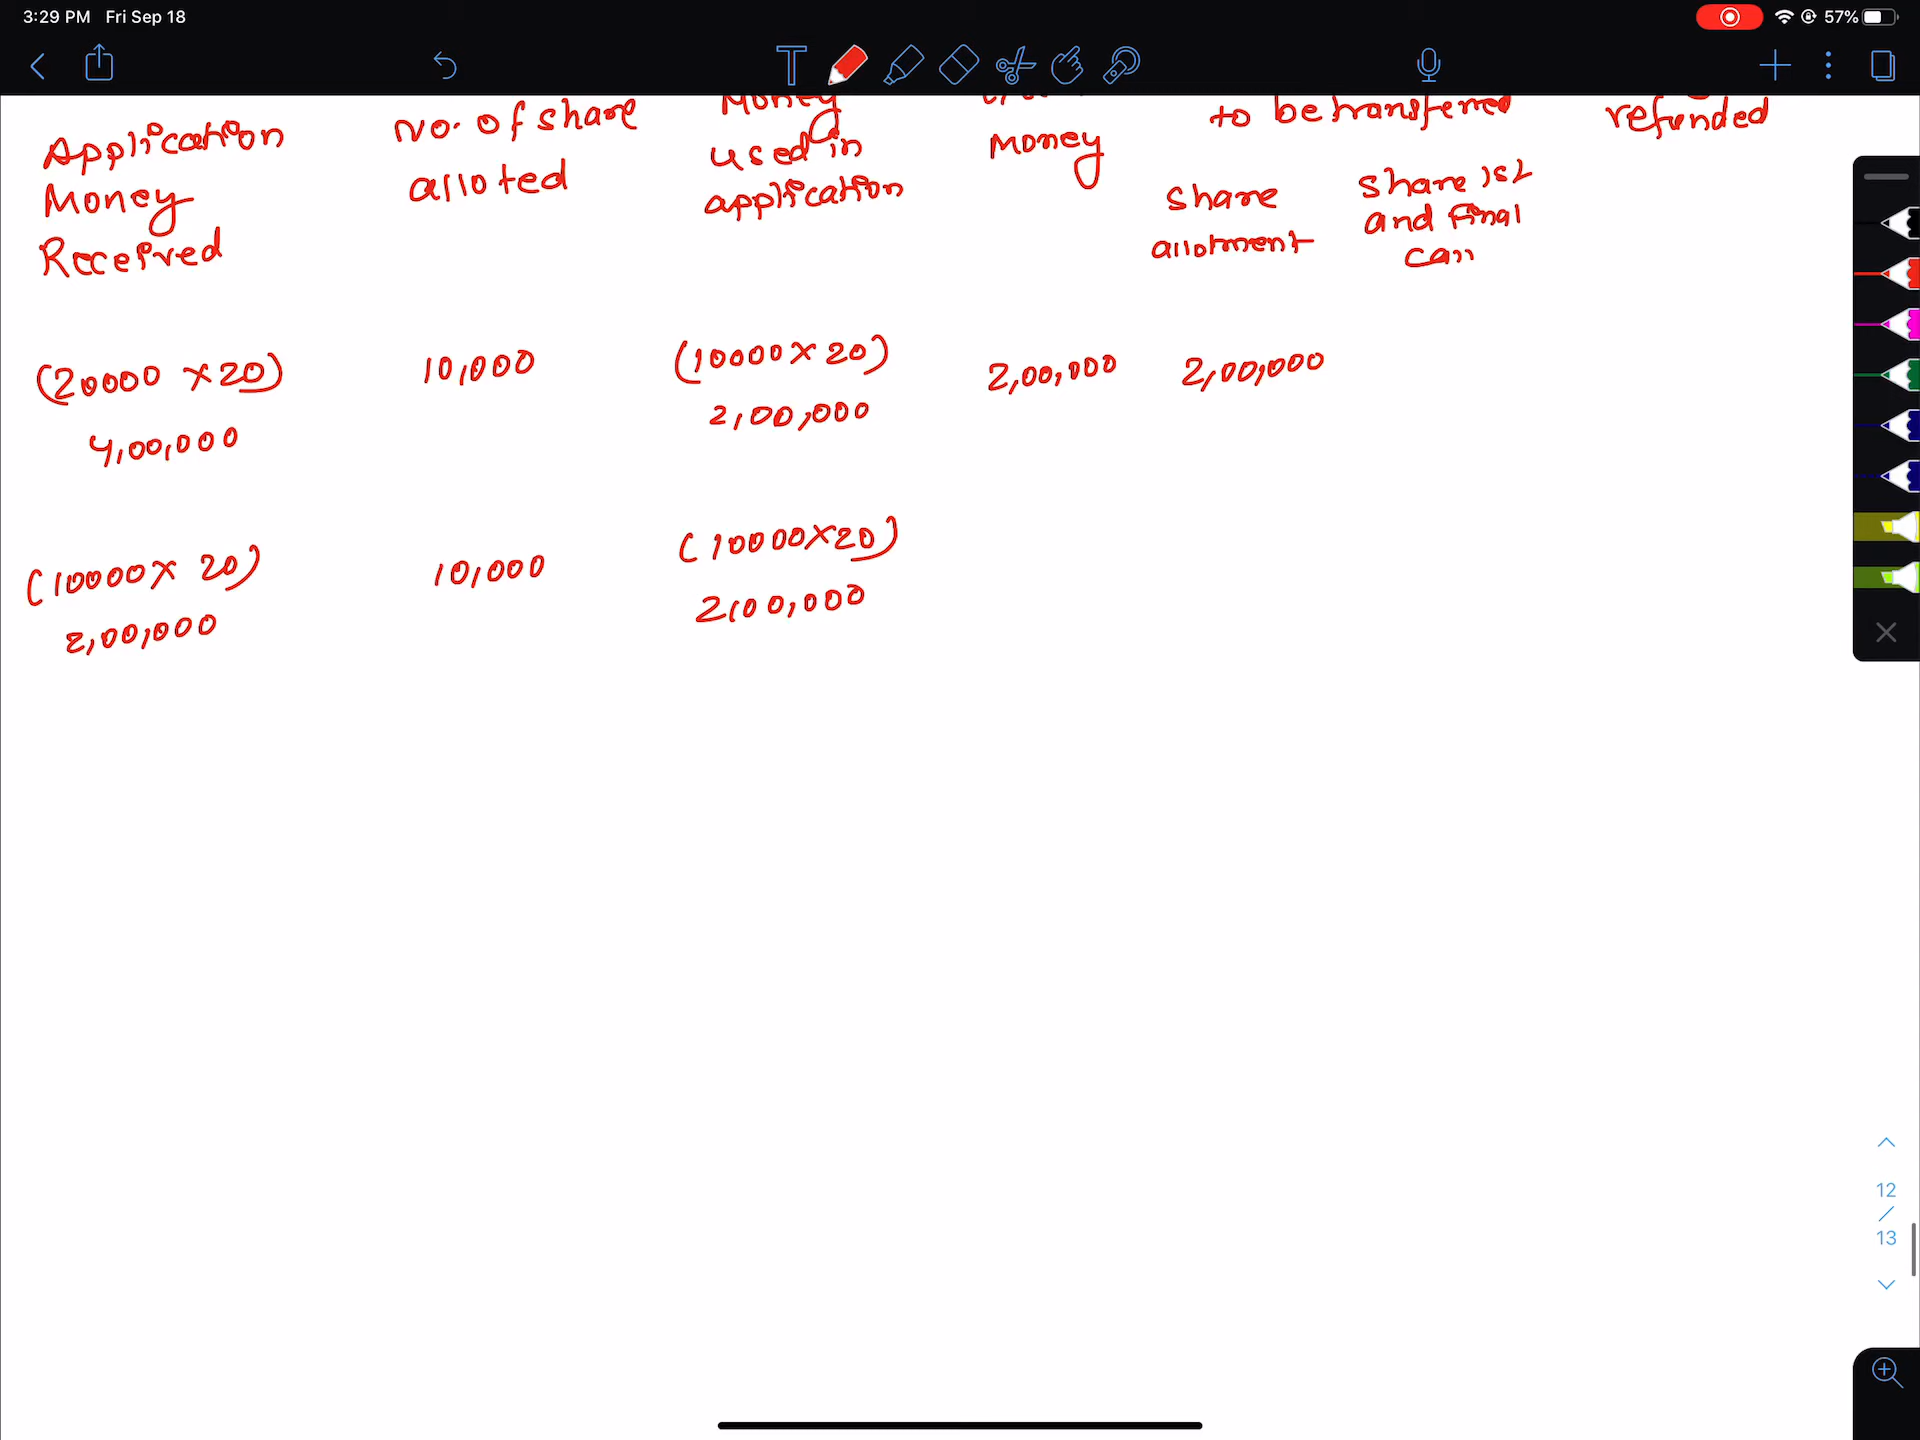 3:29 PM Fri Sep 18
57%
Application
Money
Received
No. of share
alloted
Money
used in
application
Money
to be transferred
share
allotment
share 1st
and final
call
refunded
(20000 × 20)
4,00,000
10,000
(10000 × 20)
2,00,000
2,00,000
2,00,000
(10000 × 20)
2,00,000
10,000
(10000×20)
2,00,000
12
/
13